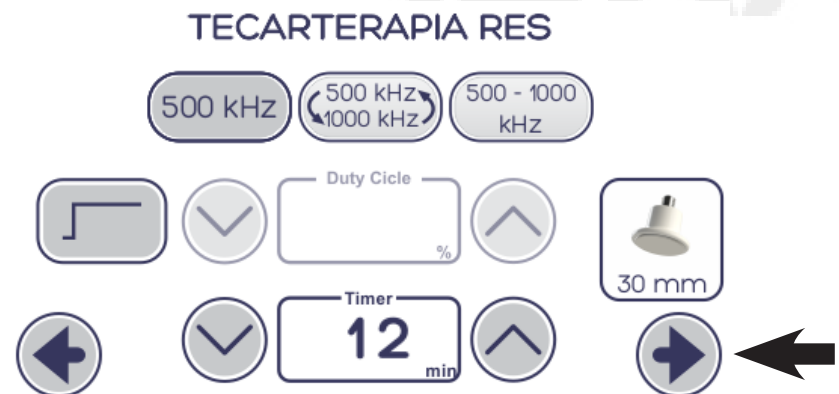 TECARTERAPIA RES
500 kHz
500 kHz
1000 kHz
500 - 1000
kHz
Duty Cicle
%
30 mm
Timer
12
min